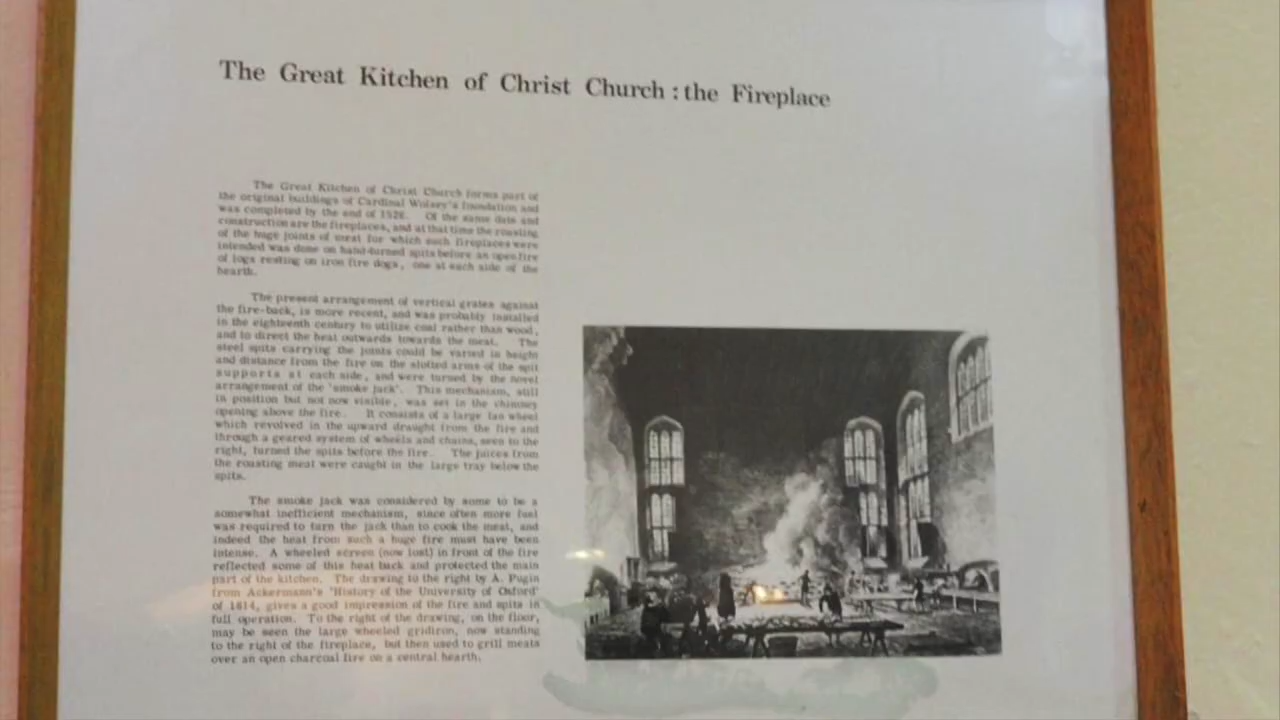 The Great Kitchen of Christ Church : the Fireplace
The Great Kitchen of Christ Church forms part of
the original buildings of Cardinal Wolsey's foundation and
was completed by the end of 1526. Of the same date and
construction are the fireplaces, and at that time the roasting
of the huge joints of meat for which such fireplaces were
intended was done on hand-turned spits before an open fire
of logs resting on iron fire dogs, one at each side of the
hearth.
The present arrangement of vertical grates against
the fire-back, is more recent, and was probably installed
in the eighteenth century to utilize coal rather than wood,
and to direct the heat outwards towards the meat. The
steel spits carrying the joints could be varied in height
and distance from the fire on the slotted arms of the spit
supports at each side, and were turned by the novel
arrangement of the 'smoke jack'. This mechanism, still
in position but not now visible, was set in the chimney
opening above the fire. It consists of a large fan wheel
which revolved in the upward draught from the fire and
through a geared system of wheels and chains, seen to the
right, turned the spits before the fire. The juices from
the roasting meat were caught in the large tray below the
spits.
The smoke jack was considered by some to be a
somewhat inefficient mechanism, since often more fuel
was required to turn the jack than to cook the meat, and
indeed the heat from such a huge fire must have been
intense. A wheeled screen (now lost) in front of the fire
reflected some of this heat back and protected the main
part of the kitchen. The drawing to the right by A. Pugin
from Ackermann's 'History of the University of Oxford'
of 1814, gives a good impression of the fire and spits in
full operation. To the right of the drawing, on the floor,
may be seen the large wheeled gridiron, now standing
to the right of the fireplace, but then used to grill meats
over an open charcoal fire on a central hearth.